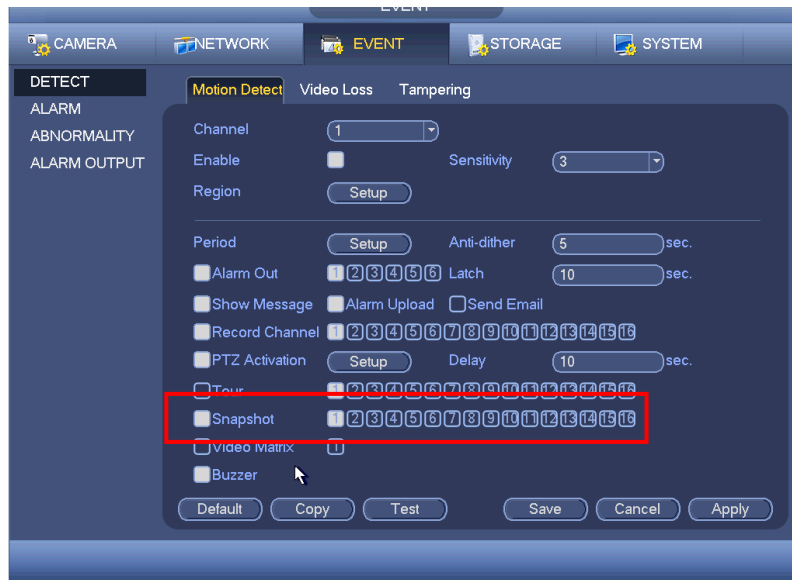 EVENT
CAMERA NETWORK EVENT STORAGE SYSTEM
DETECT
ALARM
ABNORMALITY
ALARM OUTPUT
Motion Detect Video Loss Tampering
Channel 1
Enable Sensitivity 3
Region Setup
Period Setup Anti-dither 5 sec.
Alarm Out 1 2 3 4 5 6 Latch 10 sec.
Show Message Alarm Upload Send Email
Record Channel 1 2 3 4 5 6 7 8 9 10 11 12 13 14 15 16
PTZ Activation Setup Delay 10 sec.
Tour 1 2 3 4 5 6 7 8 9 10 11 12 13 14 15 16
Snapshot 1 2 3 4 5 6 7 8 9 10 11 12 13 14 15 16
Video Matrix 1
Buzzer
Default Copy Test Save Cancel Apply